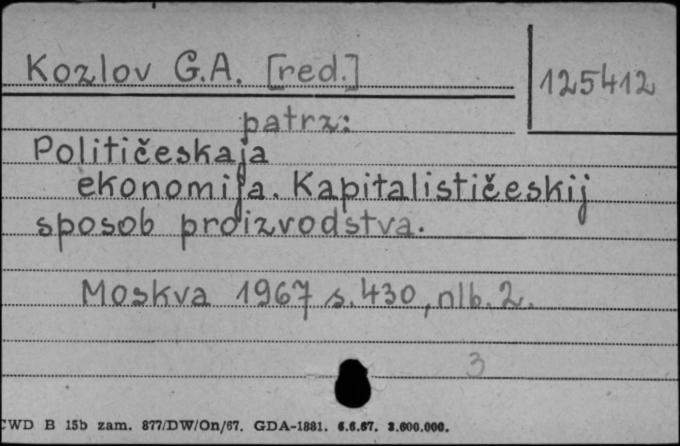 Kozlov G.A. [red.]
125412
patrz:
Političeskaja
ekonomija. Kapitalističeskij
sposob proizvodstva.
Moskva 1967 s. 430, nlb. 2.
3
CWD B 15b zam. 877/DW/On/67. GDA-1881. 6.6.67. 3.600.000.